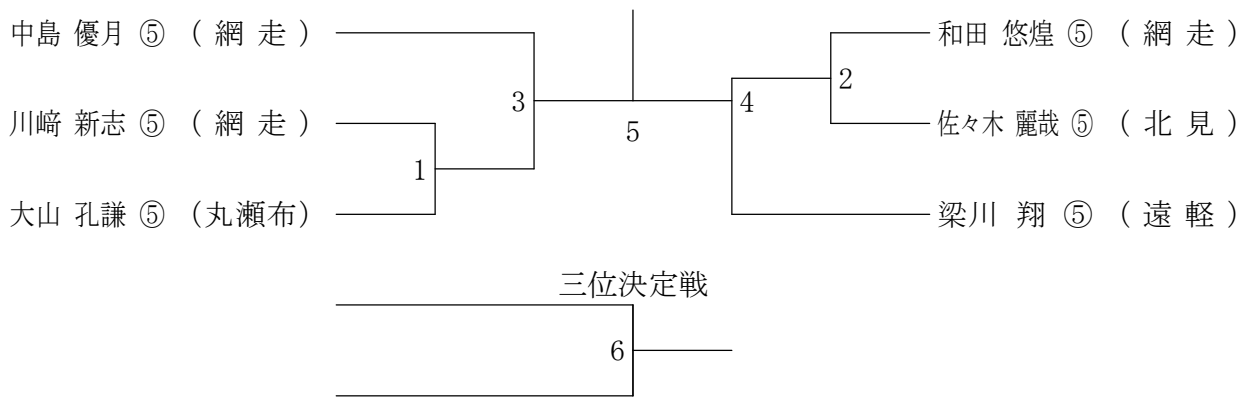 中島 優月 ⑤ （ 網 走 ）
川﨑 新志 ⑤ （ 網 走 ）
大山 孔謙 ⑤ （丸瀬布）
1
3
5
4
2
和田 悠煌 ⑤ （ 網 走 ）
佐々木 麗哉 ⑤ （ 北 見 ）
梁川 翔 ⑤ （ 遠 軽 ）
三位決定戦
6